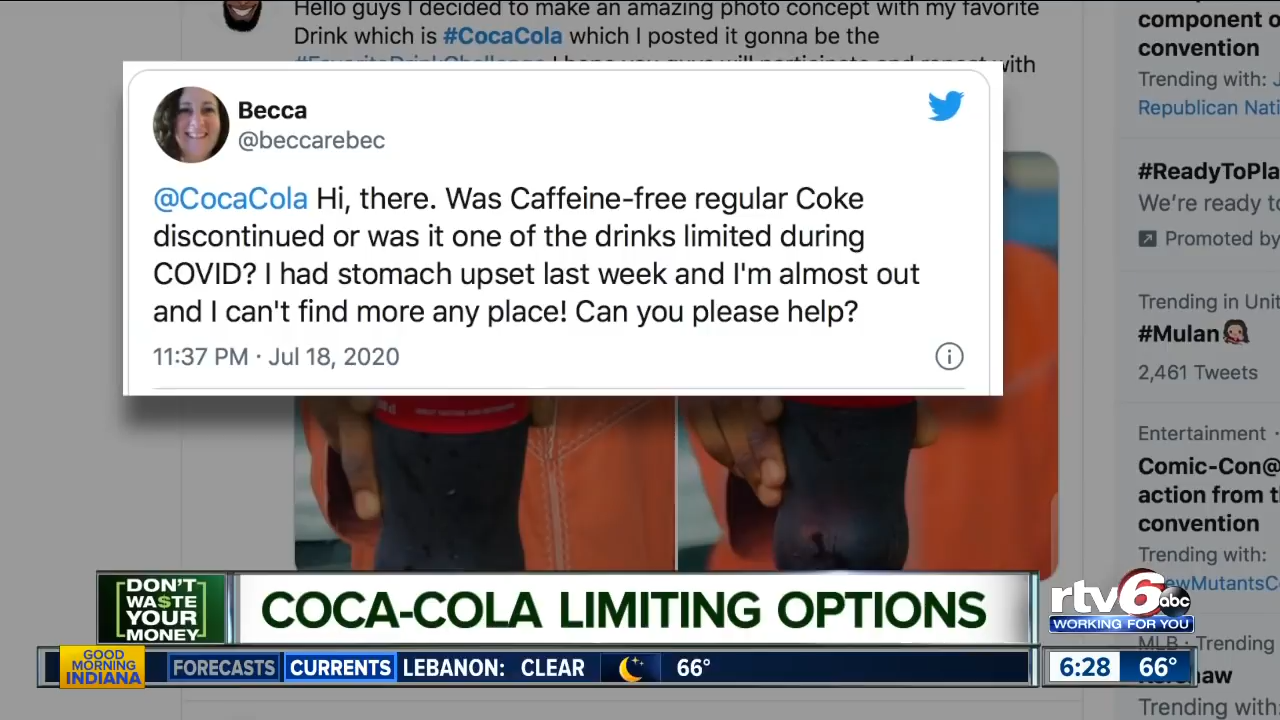 Hello guys I decided to make an amazing photo concept with my favorite
Drink which is #CocaCola which I posted it gonna be the
with
Becca
@beccarebec
@CocaCola Hi, there. Was Caffeine-free regular Coke
discontinued or was it one of the drinks limited during
COVID? I had stomach upset last week and I'm almost out
and I can't find more any place! Can you please help?
11:37 PM · Jul 18, 2020
component o
convention
Trending with: J
Republican Nati
#ReadyToPla
We're ready to
Promoted by
Trending in Unit
#Mulan
2,461 Tweets
Entertainment ·
Comic-Con@
action from t
convention
Trending with:
ewMutantsC
MLB · Trending
Trending with
DON'T
WA$TE
YOUR
MONEY
COCA-COLA LIMITING OPTIONS
rtv6 abc
WORKING FOR YOU
GOOD
MORNING
INDIANA
FORECASTS CURRENTS LEBANON: CLEAR 66°
6:28 66°